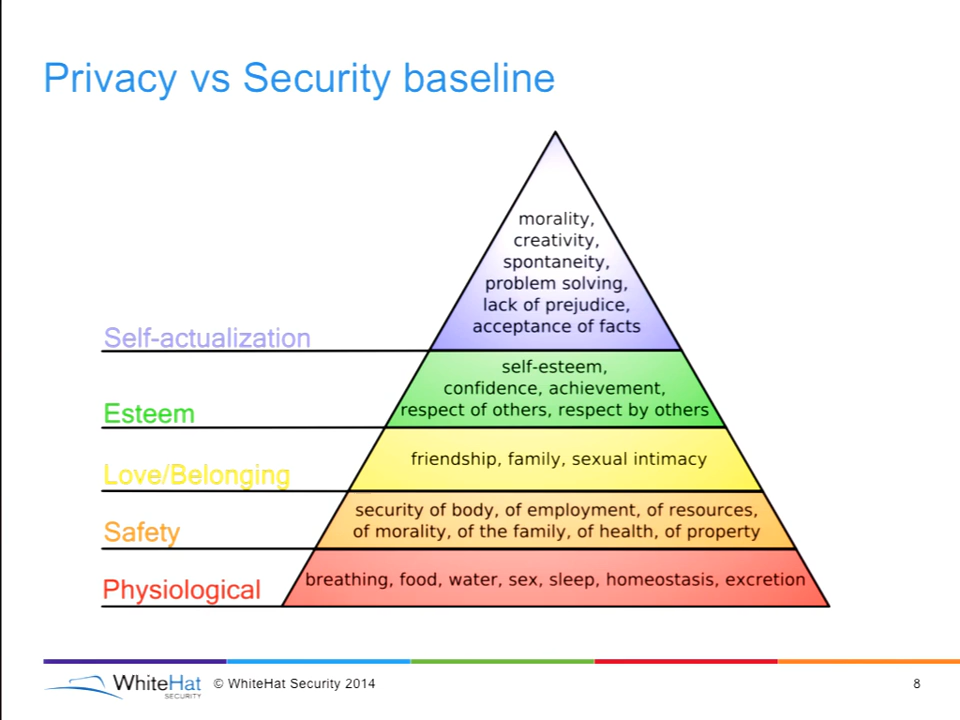 Privacy vs Security baseline
morality,
creativity,
spontaneity,
problem solving,
lack of prejudice,
acceptance of facts
Self-actualization
self-esteem,
confidence, achievement,
respect of others, respect by others
Esteem
friendship, family, sexual intimacy
Love/Belonging
security of body, of employment, of resources,
of morality, of the family, of health, of property
Safety
breathing, food, water, sex, sleep, homeostasis, excretion
Physiological
WhiteHat
SECURITY
© WhiteHat Security 2014
8